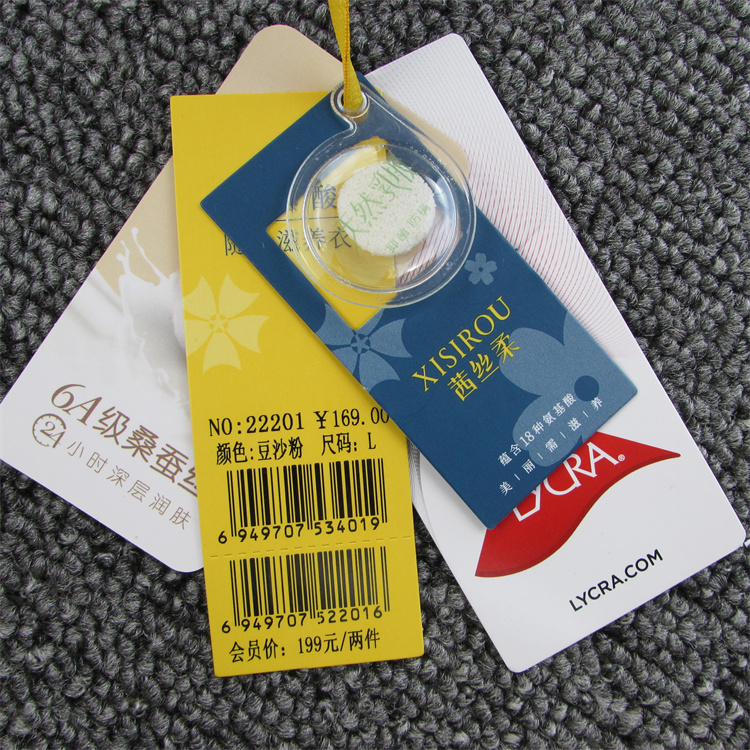 6A级桑蚕丝
24小时深层润肤
酸
滋养衣
NO:22201 ¥169.00
颜色:豆沙粉 尺码:L
6 949707 534019
6 949707 522016
会员价: 199元/两件
天然乳
XISIROU
茜丝柔
蕴含18种氨基酸
美|丽|需|滋|养
LYCRA®
LYCRA.COM